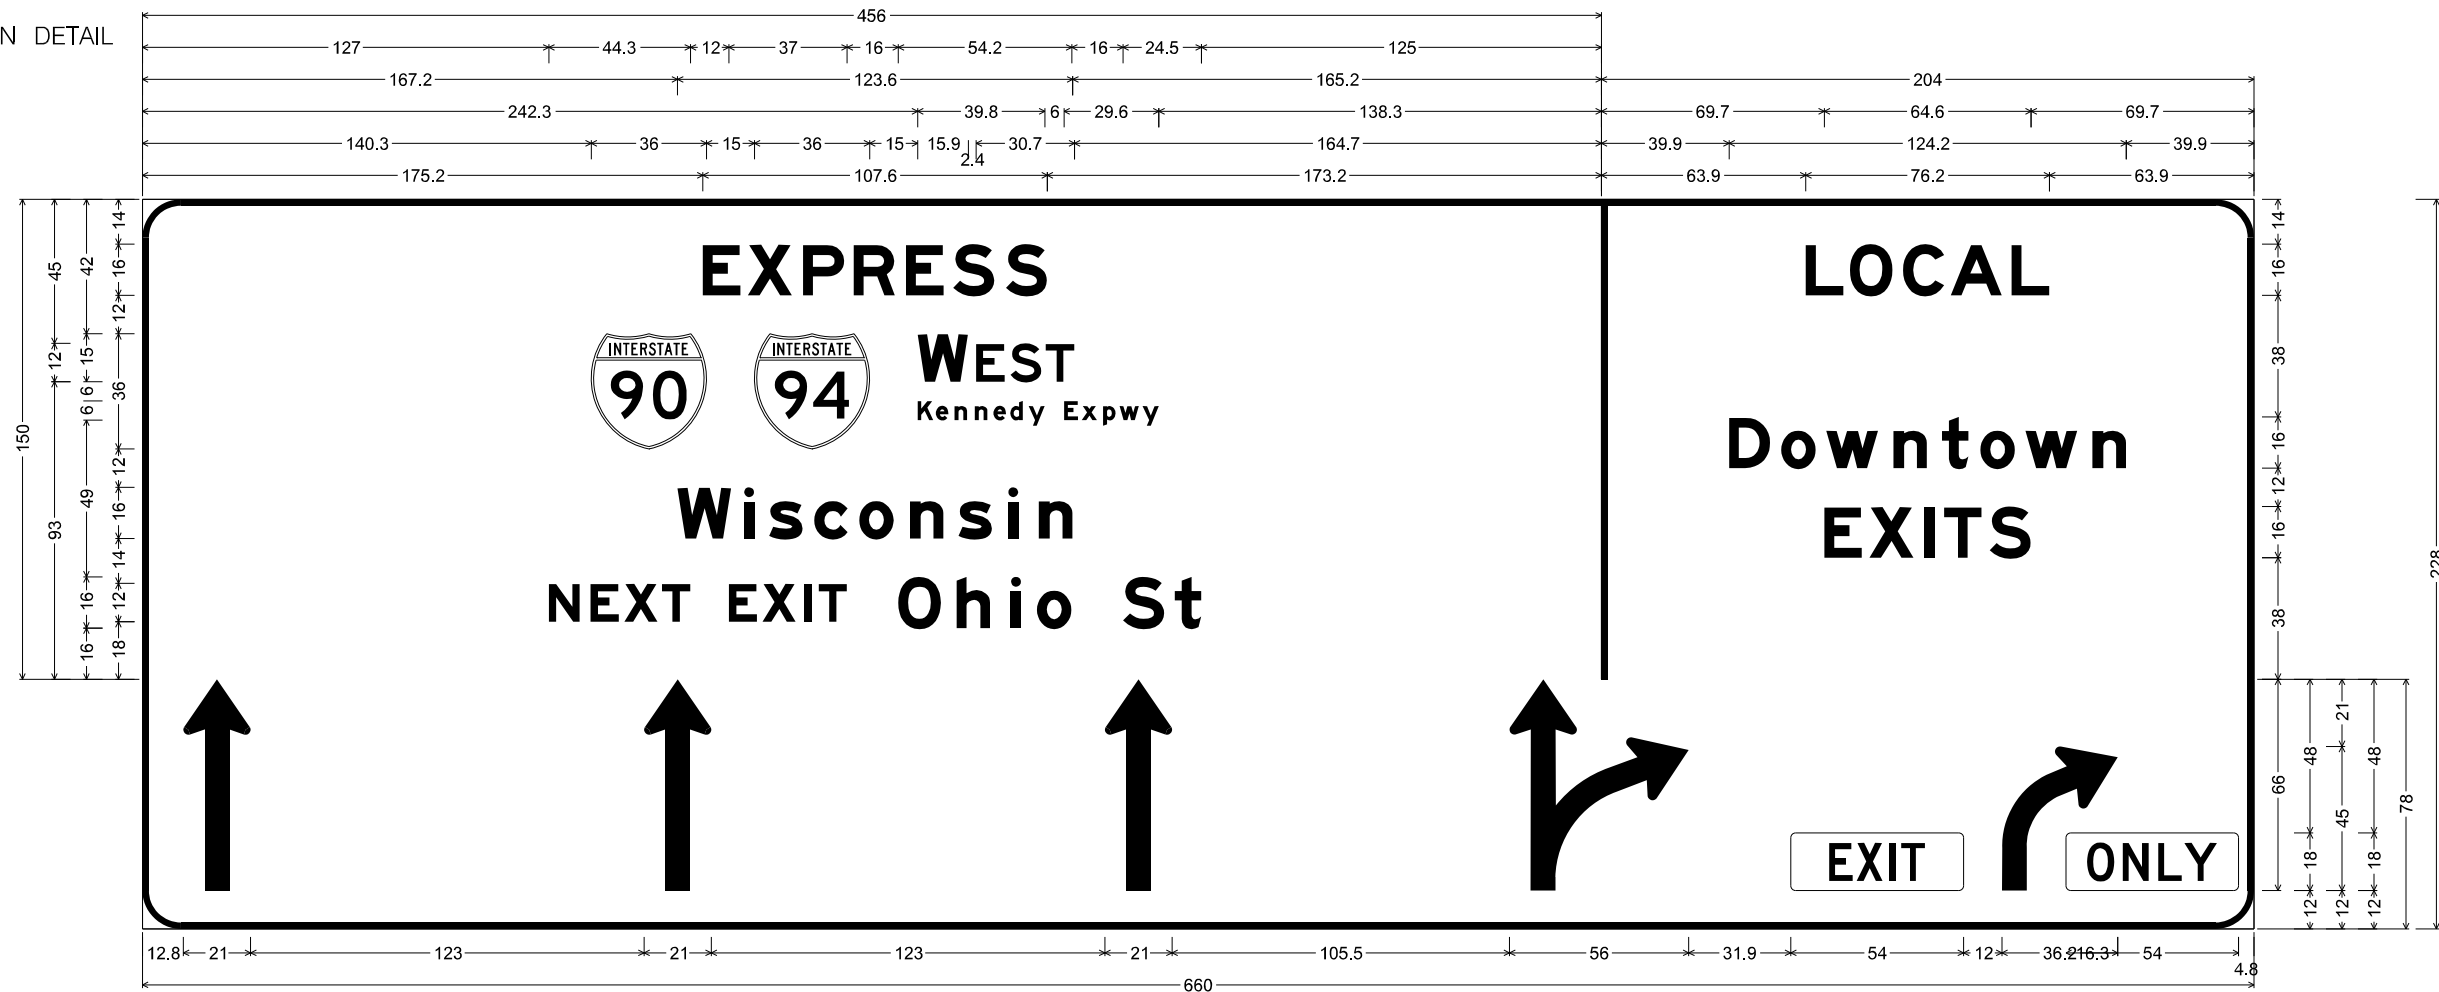 456
N DETAIL
127 44.3 12 37 16 54.2 16 24.5 125
167.2 123.6 165.2 204
242.3 39.8 6 29.6 138.3 69.7 64.6 69.7
140.3 36 15 36 15 15.9 2.4 30.7 164.7 39.9 124.2 39.9
175.2 107.6 173.2 63.9 76.2 63.9
150
45 12 93
42 15 6 6 49 16 16
14 16 12 36 12 16 14 12 18
EXPRESS
INTERSTATE 90 INTERSTATE 94 WEST
Kennedy Expwy
Wisconsin
NEXT EXIT Ohio St
LOCAL
Downtown
EXITS
EXIT ONLY
14 16 38 16 12 16 38 66
48 18 12
21 45 12
48 18 12
78
228
12.8 21 123 21 123 21 105.5 56 31.9 54 12 36.2 16.3 54 4.8
660